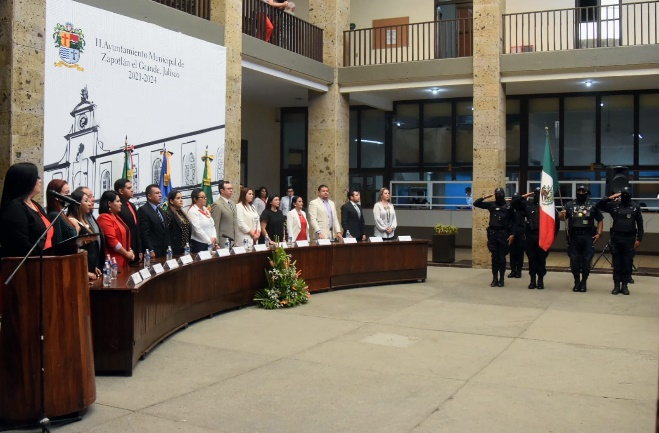 H Ayuntamiento Municipal de
Zapotlán el Grande, Jalisco
2021-2024